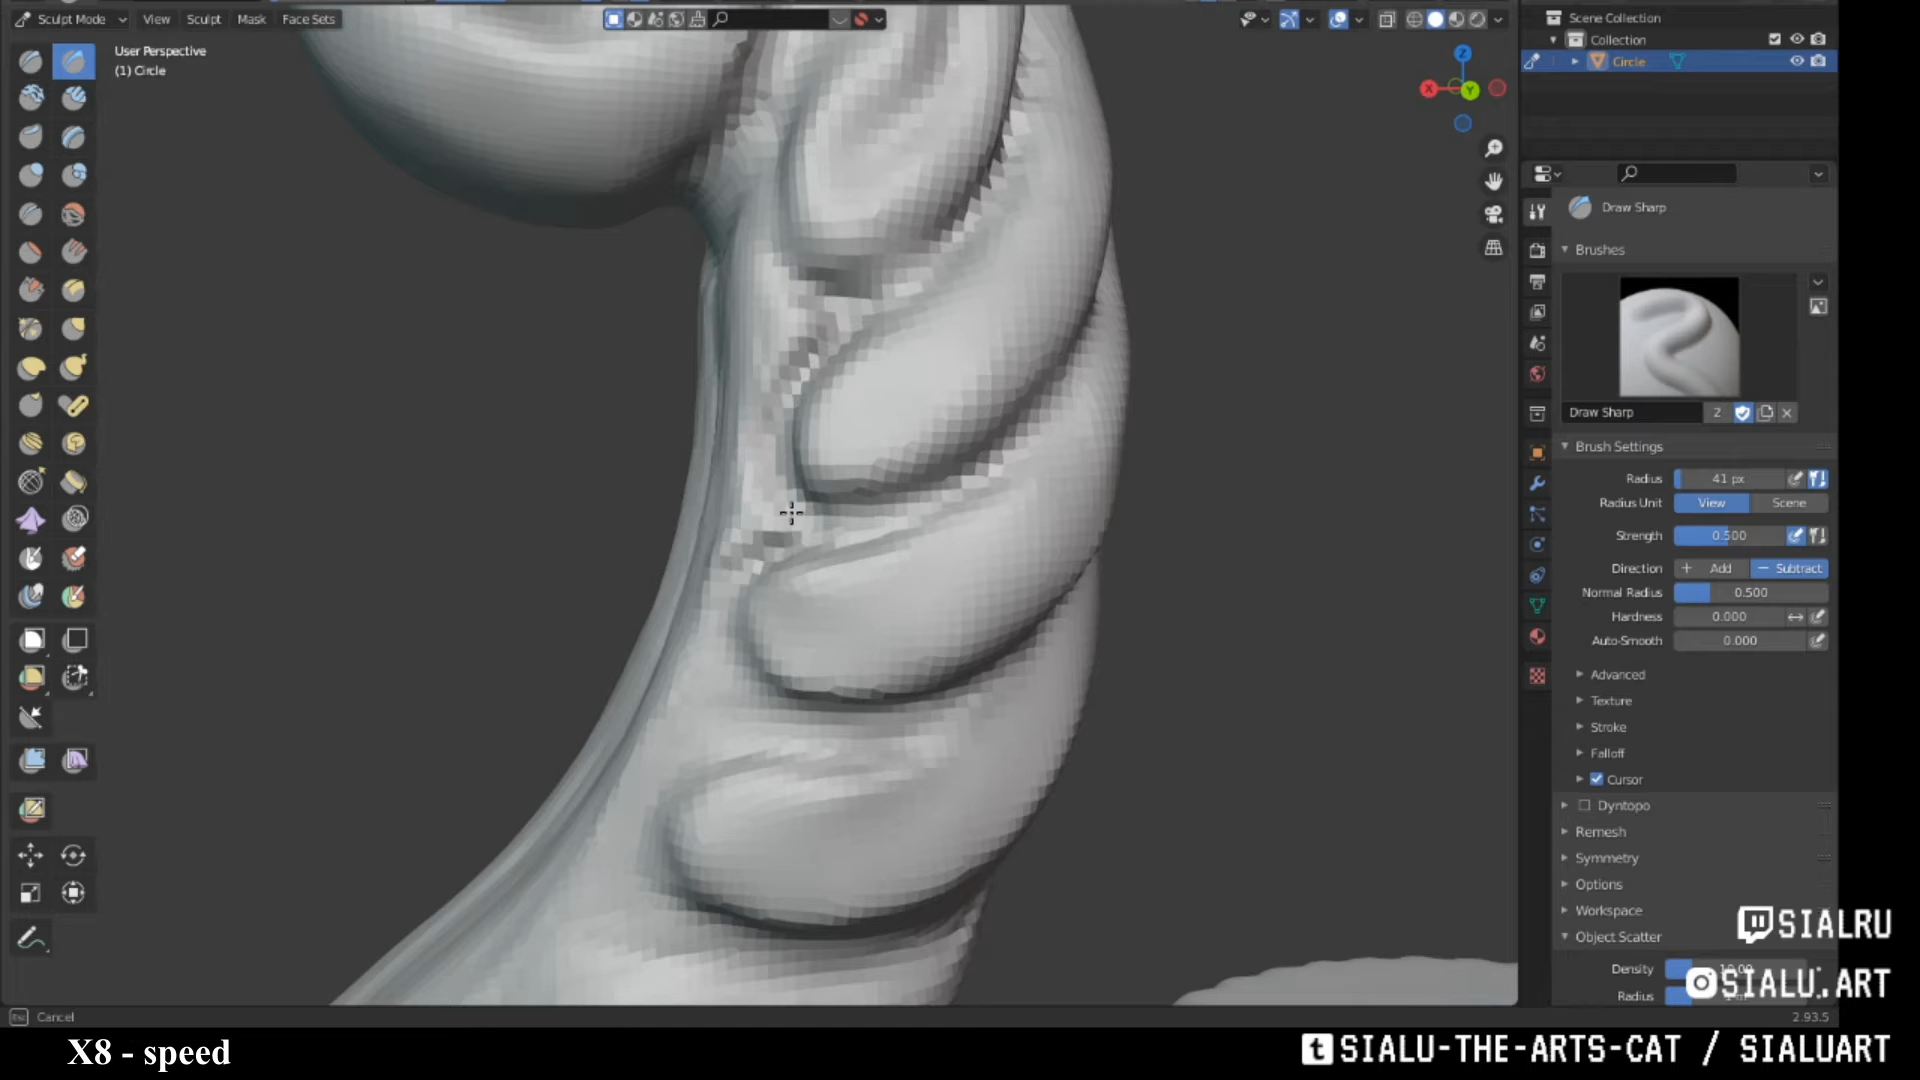 Sculpt Mode View Sculpt Mask Face Sets
User Perspective
(1) Circle
Z
X
Y
Scene Collection
Collection
Circle
Draw Sharp
Brushes
Draw Sharp 2
Brush Settings
Radius 41 px
Radius Unit View Scene
Strength 0.500
Direction + Add − Subtract
Normal Radius 0.500
Hardness 0.000
Auto-Smooth 0.000
Advanced
Texture
Stroke
Falloff
Cursor
Dyntopo
Remesh
Symmetry
Options
Workspace
Object Scatter
Density
Radius
SIALRU
SIALU.ART
Esc Cancel
2.93.5
X8 - speed
SIALU-THE-ARTS-CAT / SIALUART